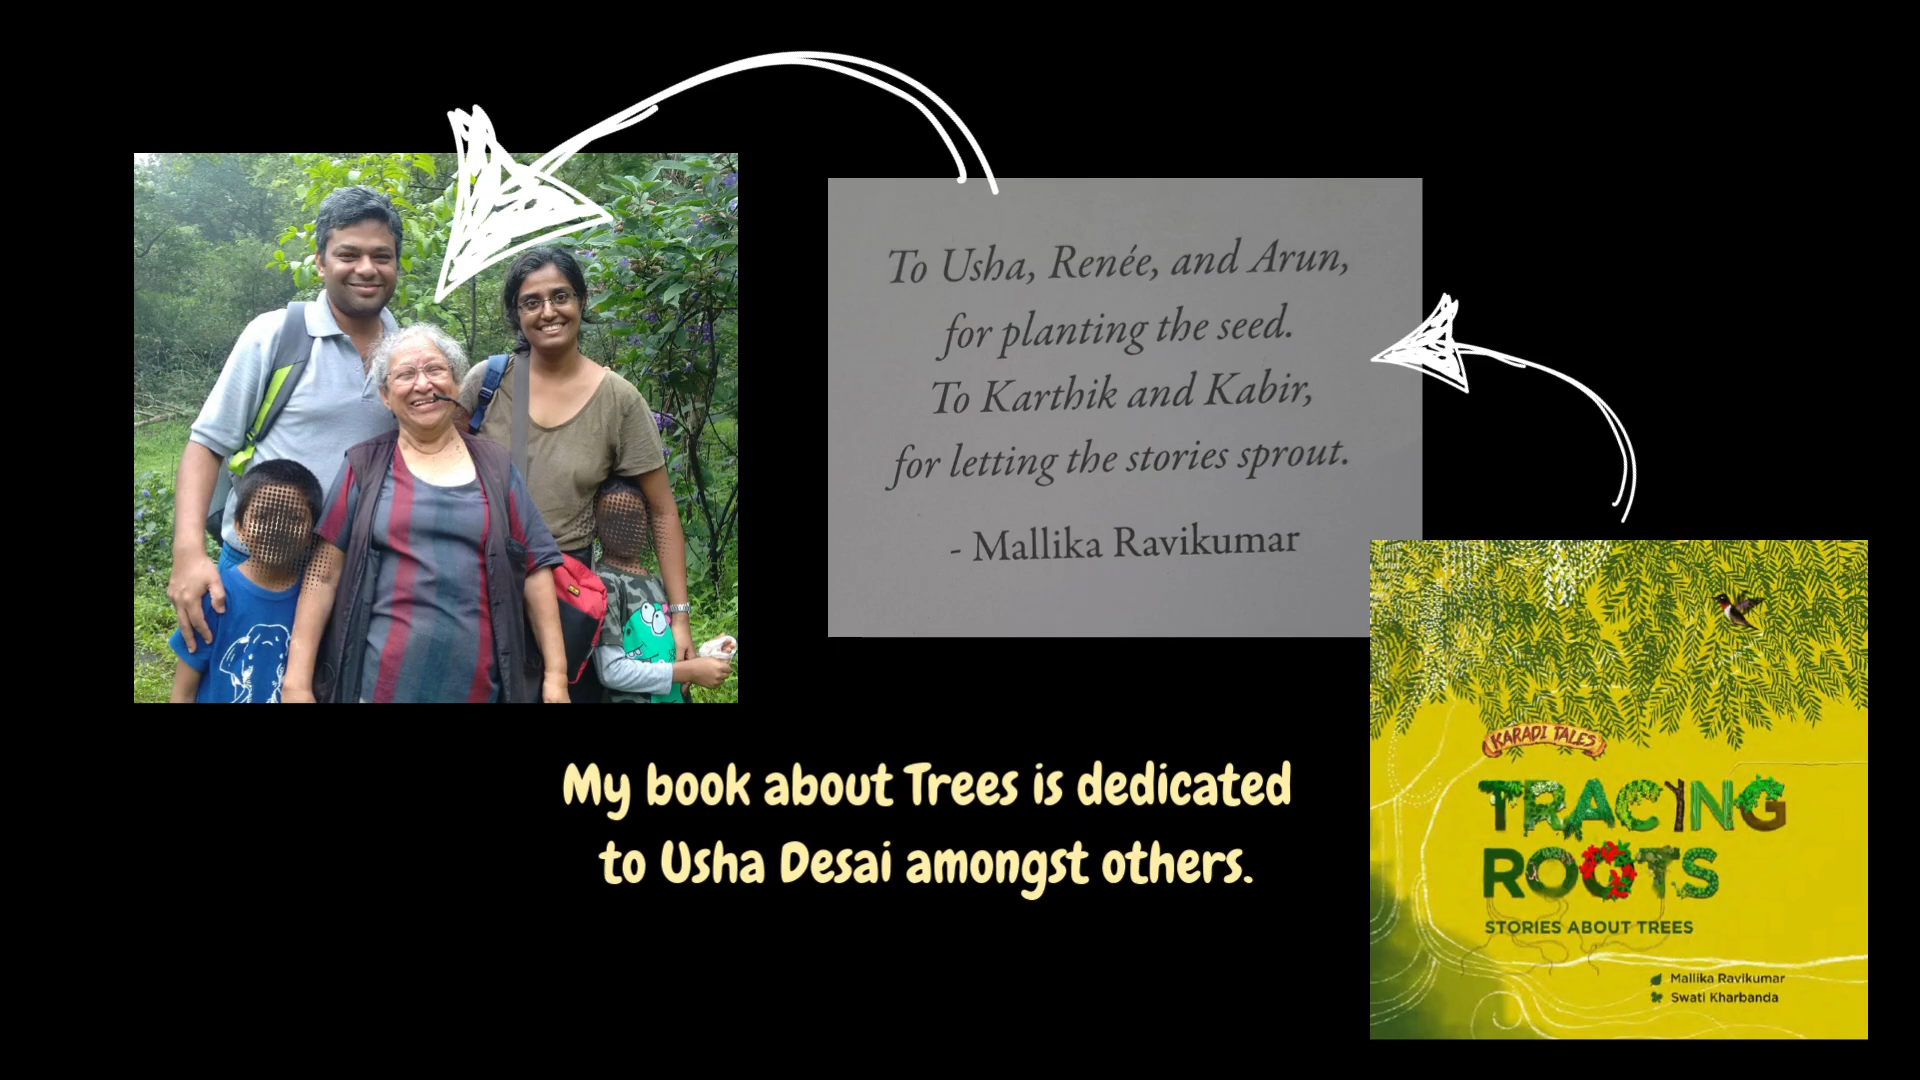 To Usha, Renée, and Arun,
for planting the seed.
To Karthik and Kabir,
for letting the stories sprout.
- Mallika Ravikumar
My book about Trees is dedicated
to Usha Desai amongst others.
KARADI TALES
TRACING
ROOTS
STORIES ABOUT TREES
Mallika Ravikumar
Swati Kharbanda